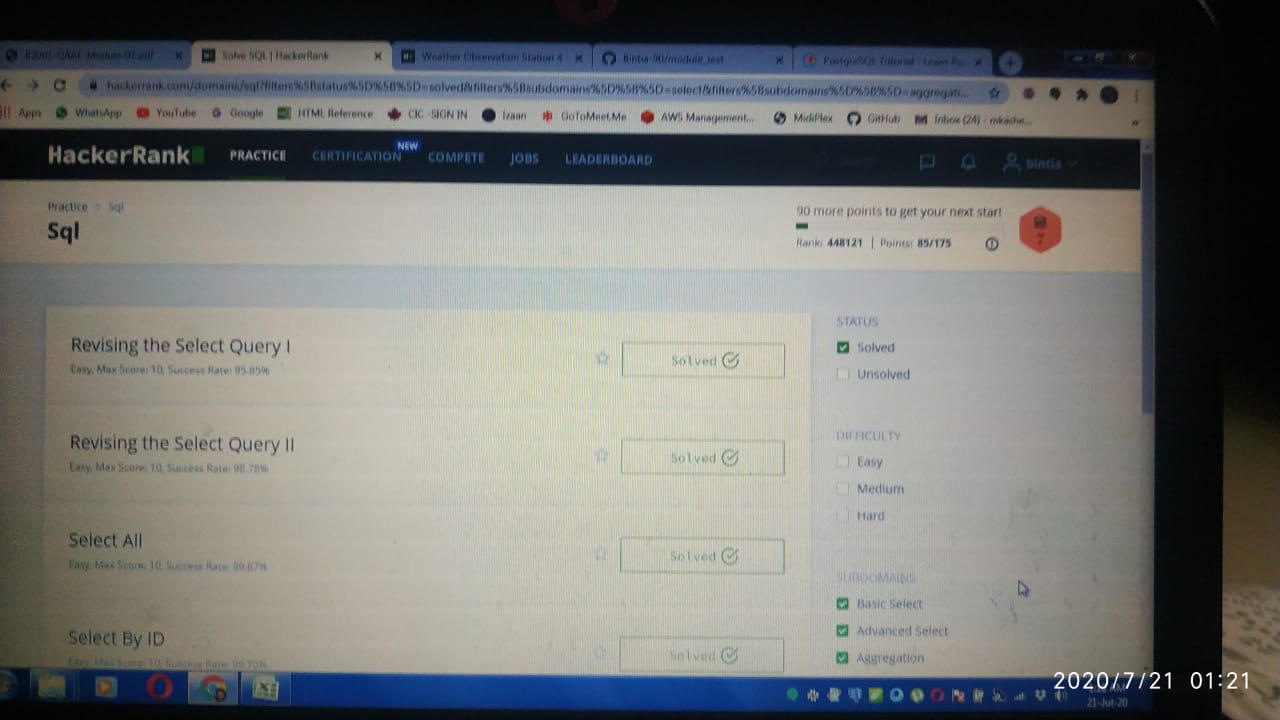 Solve SQL | HackerRank
Weather Observation Station 4
Bintia-90/module_test
PostgreSQL Tutorial - Learn
hackerrank.com/domains/sql?filters%5Bstatus%5D%5B%5D=solved&filters%5Bsubdomains%5D%5B%5D=select&filters%5Bsubdomains%5D%5B%5D=aggregati...
Apps WhatsApp YouTube Google HTML Reference CIC -SIGN IN Izaan GoToMeet.Me AWS Management... MidiPlex GitHub Inbox (24) - mkashe... »
HackerRank PRACTICE CERTIFICATION NEW COMPETE JOBS LEADERBOARD bintia
Practice > Sql
Sql
90 more points to get your next star!
Rank: 448121 | Points: 85/175
Revising the Select Query I
Easy, Max Score: 10, Success Rate: 95.85%
Solved
Revising the Select Query II
Easy, Max Score: 10, Success Rate: 98.78%
Solved
Select All
Easy, Max Score: 10, Success Rate: 99.67%
Solved
Select By ID
Easy, Max Score: 10, Success Rate: 99.70%
Solved
STATUS
Solved
Unsolved
DIFFICULTY
Easy
Medium
Hard
SUBDOMAINS
Basic Select
Advanced Select
Aggregation
21-Jul-20
2020/7/21 01:21